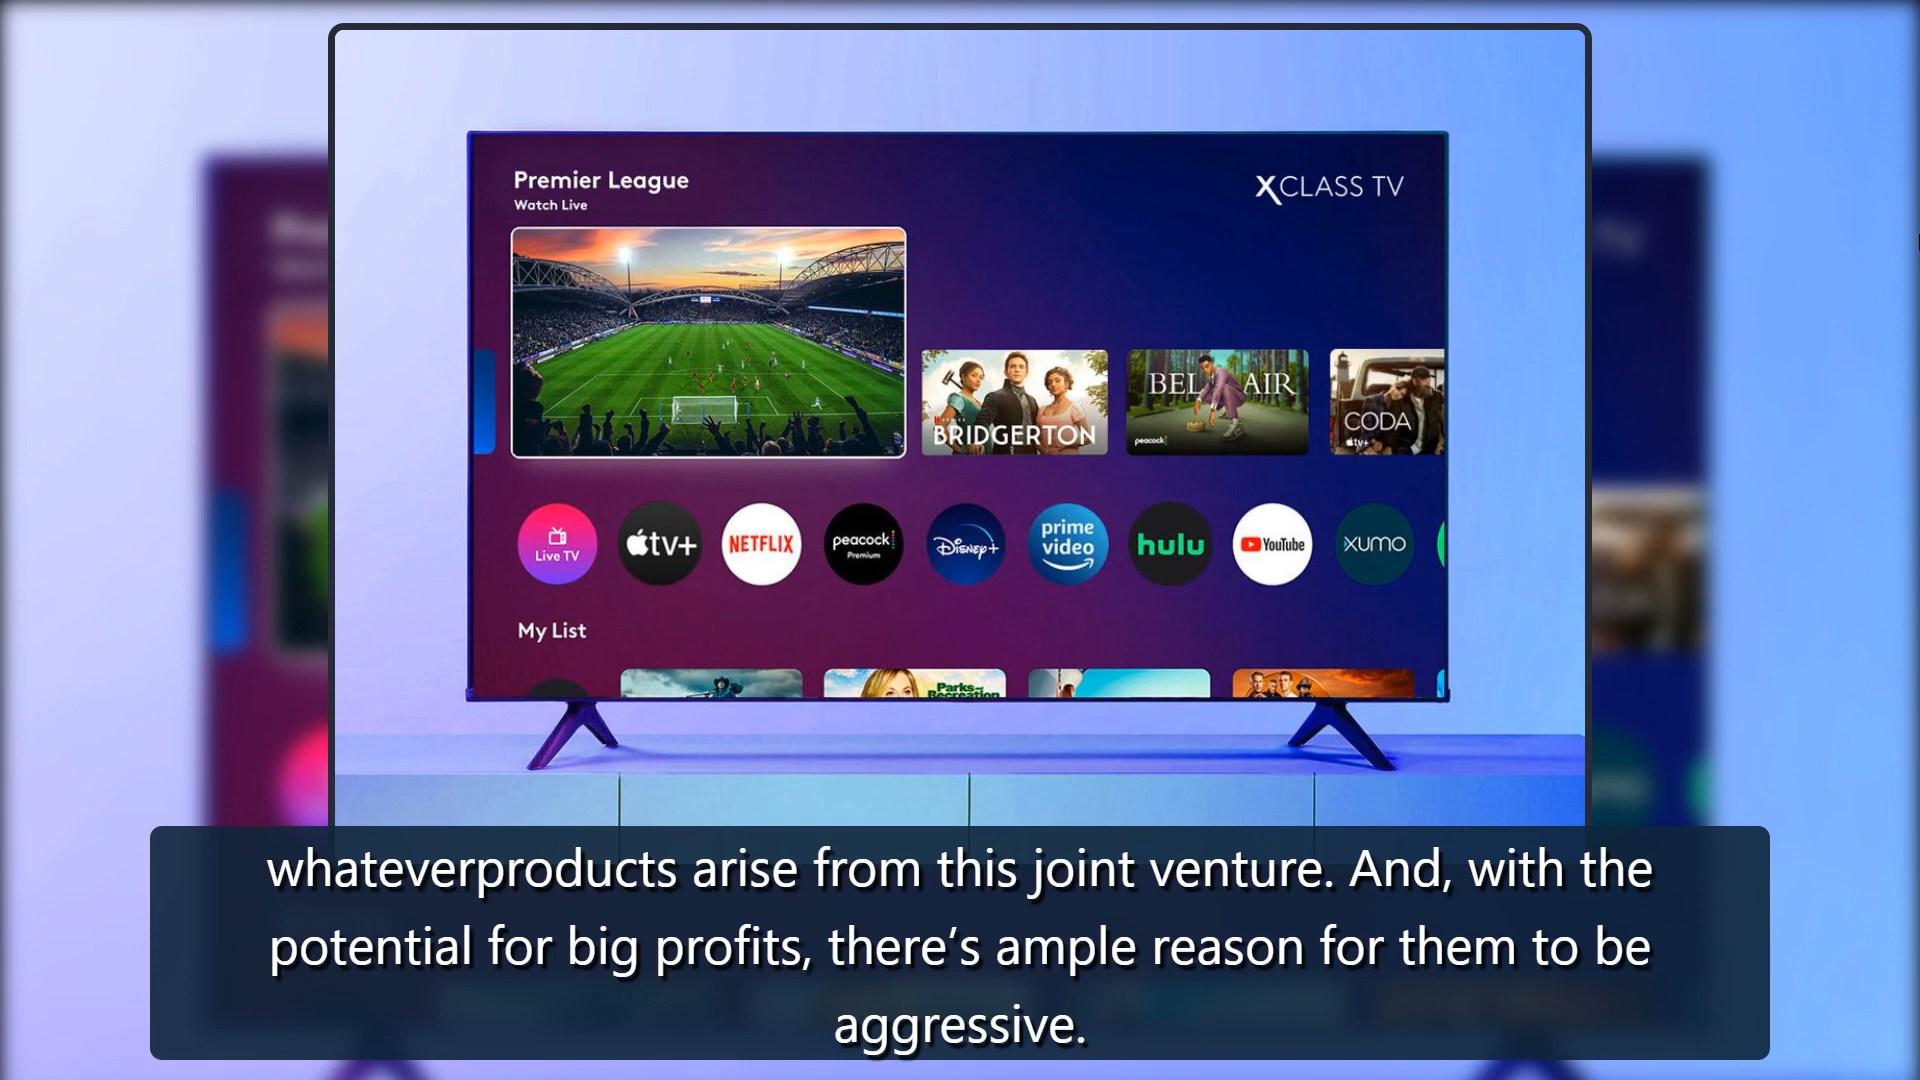 Premier League
Watch Live
XCLASS TV
BRIDGERTON
BEL AIR
peacock
CODA
tv+
Live TV
tv+
NETFLIX
peacock
Premium
Disney+
prime
video
hulu
YouTube
XUMO
My List
Parks and
Recreation
whateverproducts arise from this joint venture. And, with the
potential for big profits, there’s ample reason for them to be
aggressive.